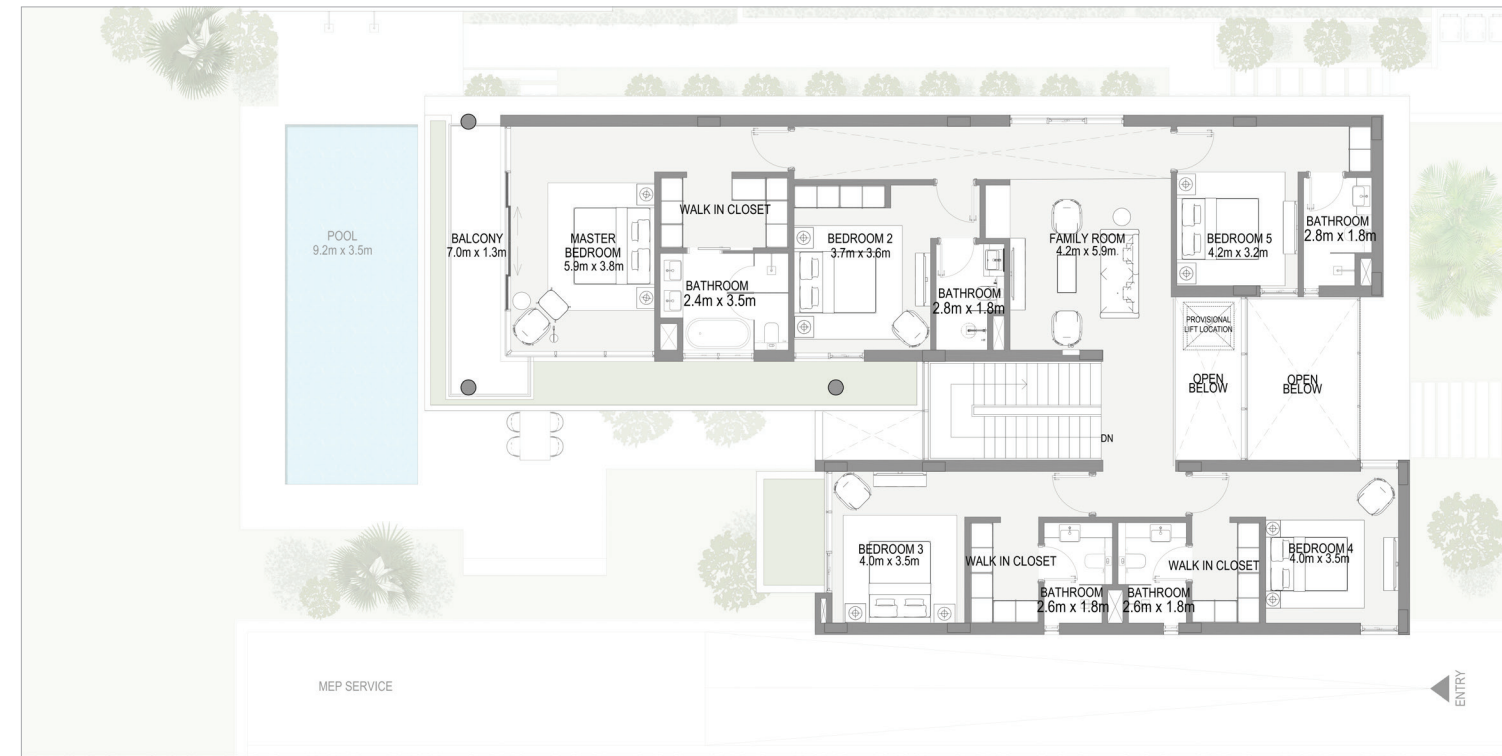 POOL
9.2m x 3.5m
BALCONY
7.0m x 1.3m
MASTER
BEDROOM
5.9m x 3.8m
WALK IN CLOSET
BATHROOM
2.4m x 3.5m
BEDROOM 2
3.7m x 3.6m
BATHROOM
2.8m x 1.8m
FAMILY ROOM
4.2m x 5.9m
BEDROOM 5
4.2m x 3.2m
BATHROOM
2.8m x 1.8m
PROVISIONAL
LIFT LOCATION
OPEN
BELOW
OPEN
BELOW
DN
BEDROOM 3
4.0m x 3.5m
WALK IN CLOSET
BATHROOM
2.6m x 1.8m
BATHROOM
2.6m x 1.8m
WALK IN CLOSET
BEDROOM 4
4.0m x 3.5m
MEP SERVICE
ENTRY